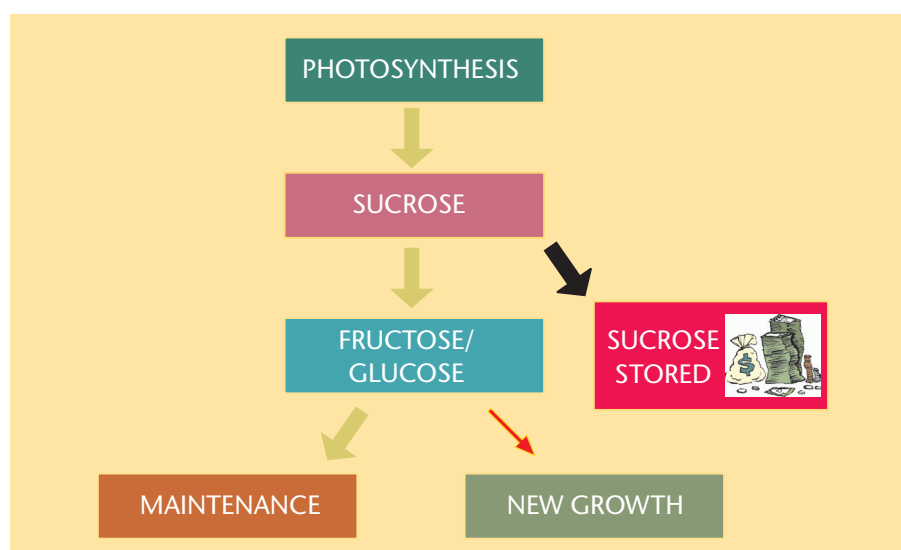 PHOTOSYNTHESIS
SUCROSE
FRUCTOSE/
GLUCOSE
SUCROSE
STORED
$
MAINTENANCE
NEW GROWTH